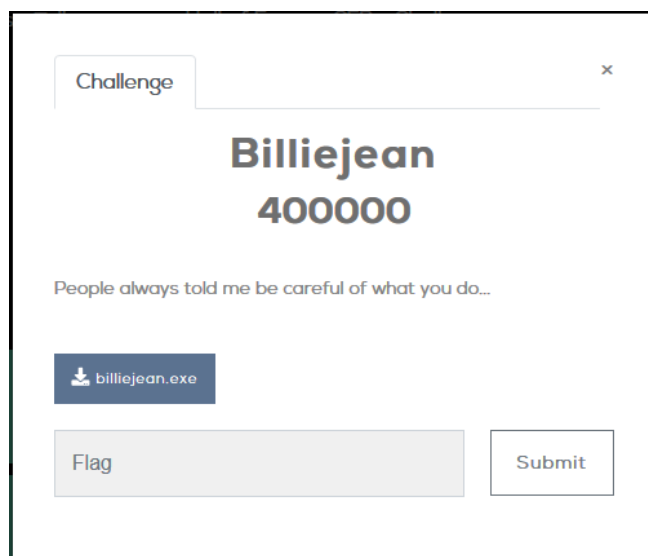 Challenge
×
Billiejean
400000
People always told me be careful of what you do...
billiejean.exe
Flag
Submit